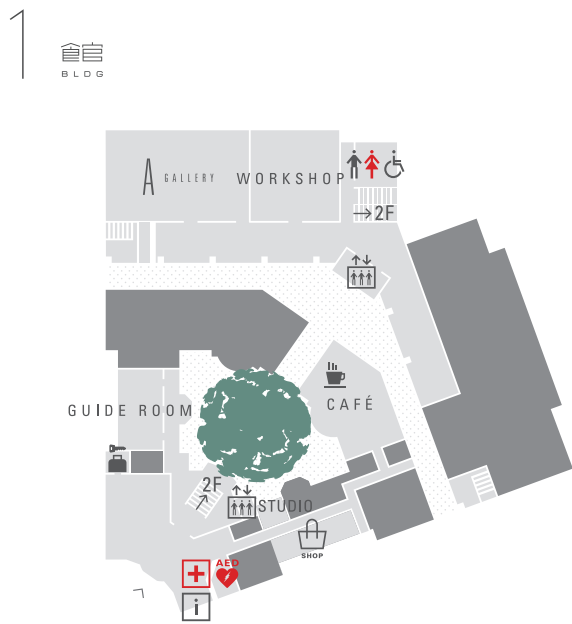 1 館
BLDG
A GALLERY WORKSHOP
→2F
CAFÉ
GUIDE ROOM
2F
STUDIO
SHOP
AED
i